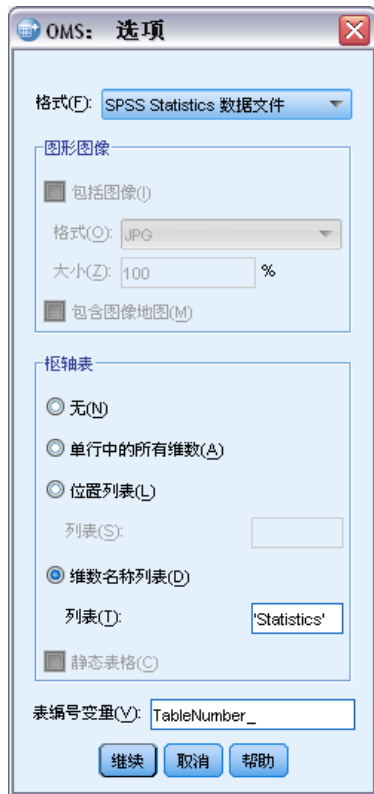 OMS： 选项
格式(F): SPSS Statistics 数据文件
图形图像
包括图像(I)
格式(O): JPG
大小(Z): 100 %
包含图像地图(M)
枢轴表
无(N)
单行中的所有维数(A)
位置列表(L)
列表(S):
维数名称列表(D)
列表(T): 'Statistics'
静态表格(C)
表编号变量(V): TableNumber_
继续 取消 帮助